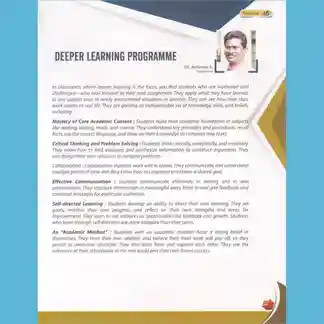 DEEPER LEARNING PROGRAMME
In classrooms where deeper learning is the focus, you find students who are motivated and
challenged—who look forward to their next assignment. They apply what they have learned
in one subject area to newly encountered situations in another. They can see how their class
work relates to real life. They are gaining an indispensable set of knowledge, skills, and beliefs,
including:
Mastery of Core Academic Content : Students build their academic foundation in subjects
like reading, writing, math, and science. They understand key principles and procedures, recall
facts, use the correct language, and draw on their knowledge to complete new tasks.
Critical Thinking and Problem Solving : Students think critically, analytically, and creatively.
They know how to find, evaluate, and synthesize information to construct arguments. They
can design their own solutions to complex problems.
Collaboration : Collaborative students work well in teams. They communicate and understand
multiple points of view and they know how to cooperate to achieve a shared goal.
Effective Communication : Students communicate effectively in writing and in oral
presentations. They structure information in meaningful ways, listen to and give feedback, and
construct messages for particular audiences.
Self-directed Learning : Students develop an ability to direct their own learning. They set
goals, monitor their own progress, and reflect on their own strengths and areas for
improvement. They learn to see setbacks as opportunities for feedback and growth. Students
who learn through self-direction are more adaptive than their peers.
An "Academic Mindset" : Students with an academic mindset have a strong belief in
themselves. They trust their own abilities and believe their hard work will pay off, so they
persist to overcome obstacles. They also learn from and support each other. They see the
relevance of their schoolwork to the real world and their own future success.